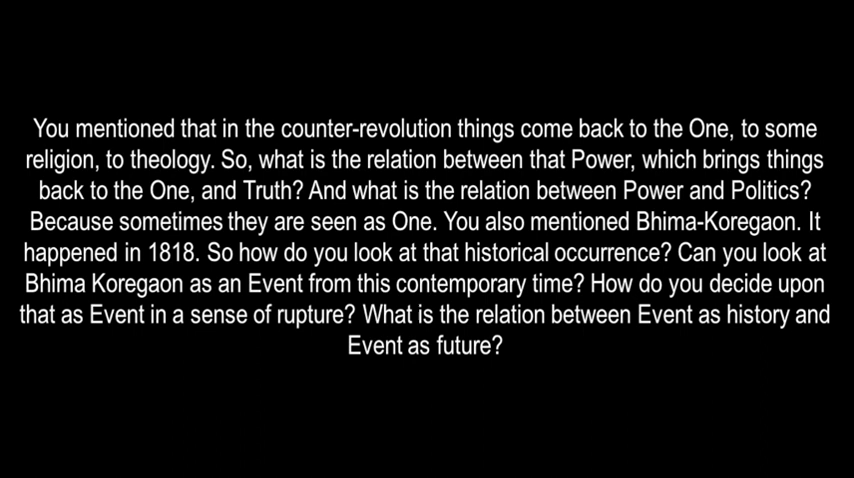 You mentioned that in the counter-revolution things come back to the One, to some
religion, to theology. So, what is the relation between that Power, which brings things
back to the One, and Truth? And what is the relation between Power and Politics?
Because sometimes they are seen as One. You also mentioned Bhima-Koregaon. It
happened in 1818. So how do you look at that historical occurrence? Can you look at
Bhima Koregaon as an Event from this contemporary time? How do you decide upon
that as Event in a sense of rupture? What is the relation between Event as history and
Event as future?